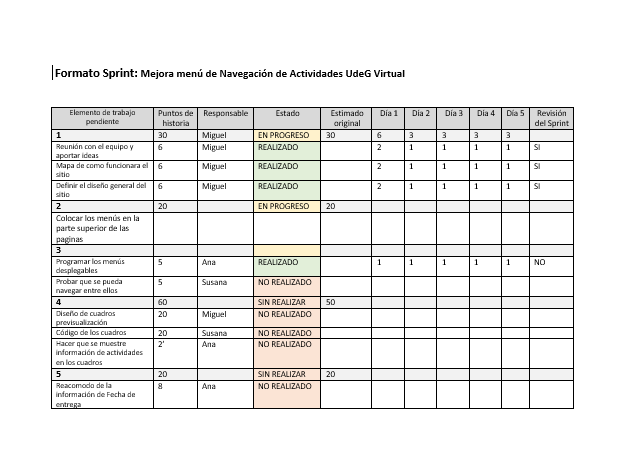 Formato Sprint: Mejora menú de Navegación de Actividades UdeG Virtual
Elemento de trabajo pendiente Puntos de historia Responsable Estado Estimado original Día 1 Día 2 Día 3 Día 4 Día 5 Revisión del Sprint
1 30 Miguel EN PROGRESO 30 6 3 3 3 3
Reunión con el equipo y aportar ideas 6 Miguel REALIZADO 2 1 1 1 1 SI
Mapa de como funcionara el sitio 6 Miguel REALIZADO 2 1 1 1 1 SI
Definir el diseño general del sitio 6 Miguel REALIZADO 2 1 1 1 1 SI
2 20 EN PROGRESO 20
Colocar los menús en la parte superior de las paginas
3
Programar los menús desplegables 5 Ana REALIZADO 1 1 1 1 1 NO
Probar que se pueda navegar entre ellos 5 Susana NO REALIZADO
4 60 SIN REALIZAR 50
Diseño de cuadros previsualización 20 Miguel NO REALIZADO
Código de los cuadros 20 Susana NO REALIZADO
Hacer que se muestre información de actividades en los cuadros 2' Ana NO REALIZADO
5 20 SIN REALIZAR 20
Reacomodo de la información de Fecha de entrega 8 Ana NO REALIZADO